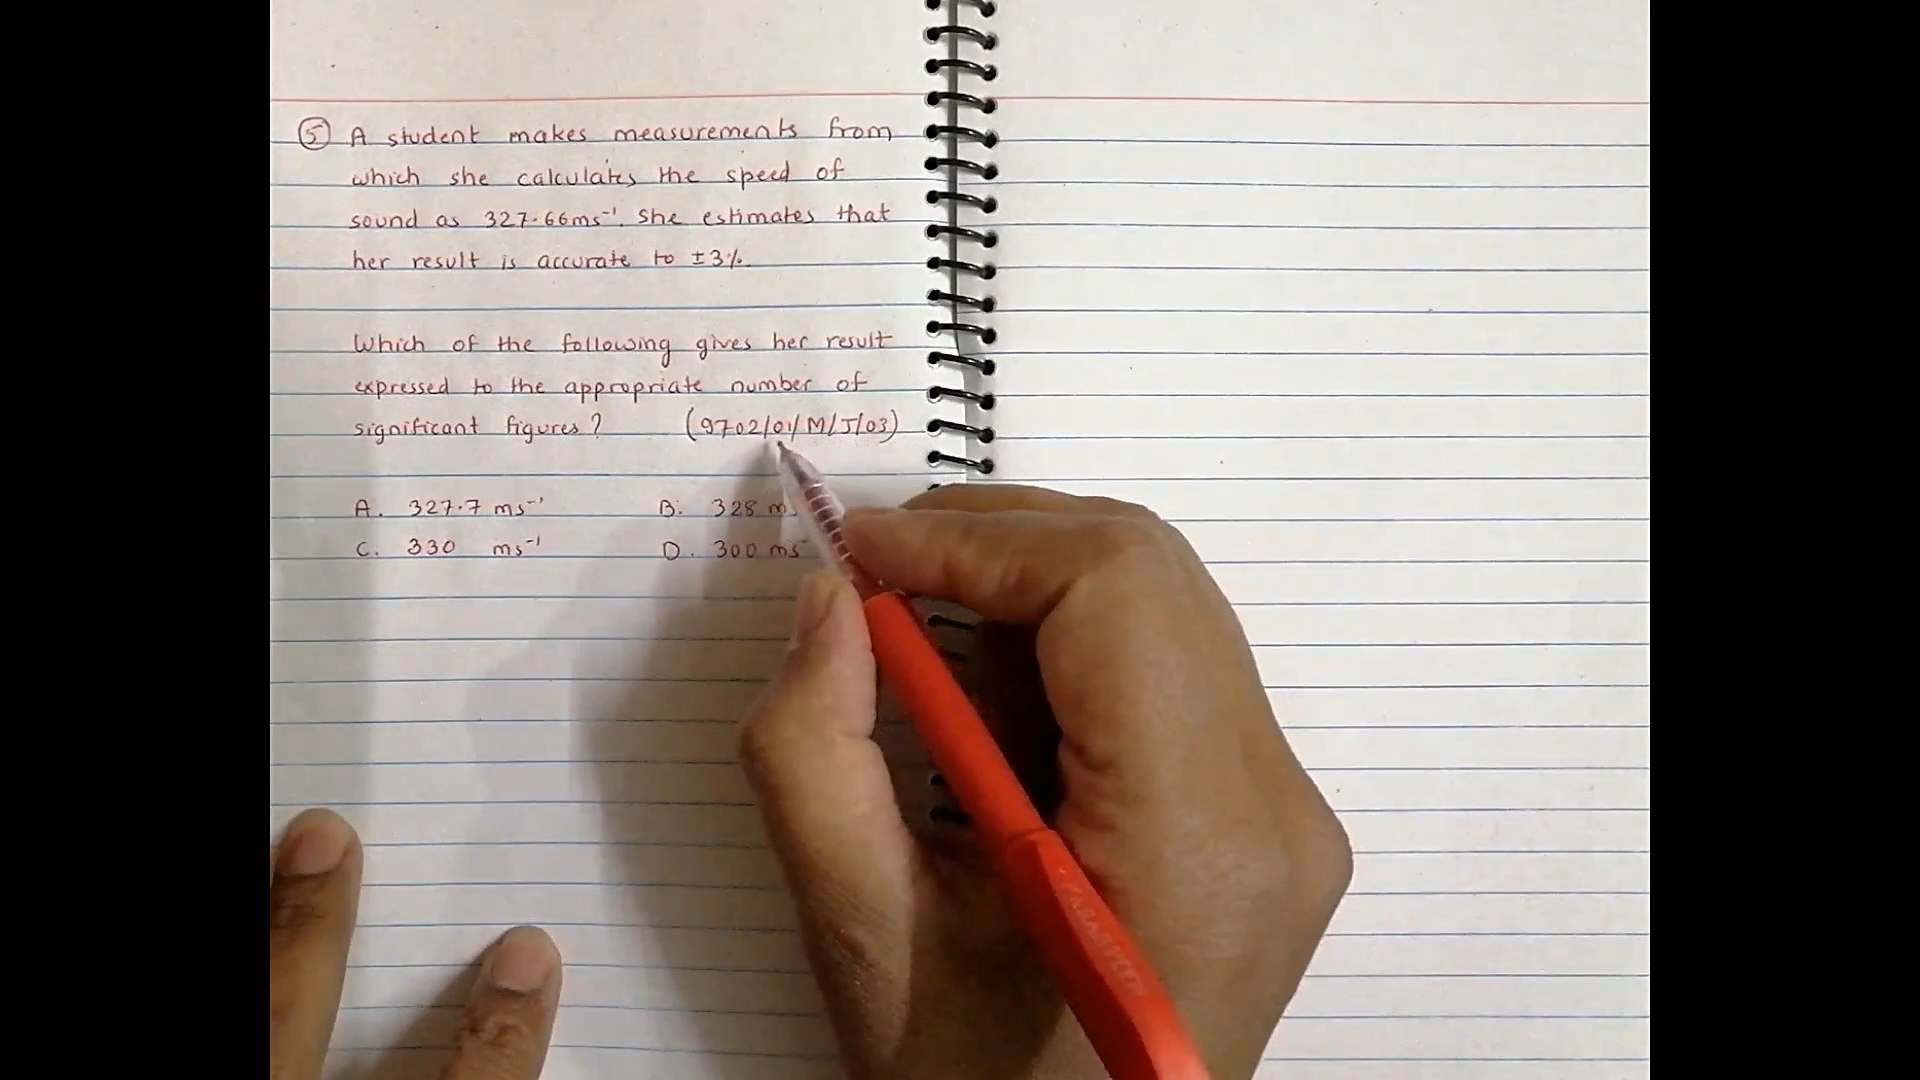 ⑤ A student makes measurements from
which she calculates the speed of
sound as 327.66ms⁻¹. She estimates that
her result is accurate to ±3%.
Which of the following gives her result
expressed to the appropriate number of
significant figures? (9702/01/M/J/03)
A. 327.7 ms⁻¹ B. 328 m
C. 330 ms⁻¹ D. 300 ms⁻